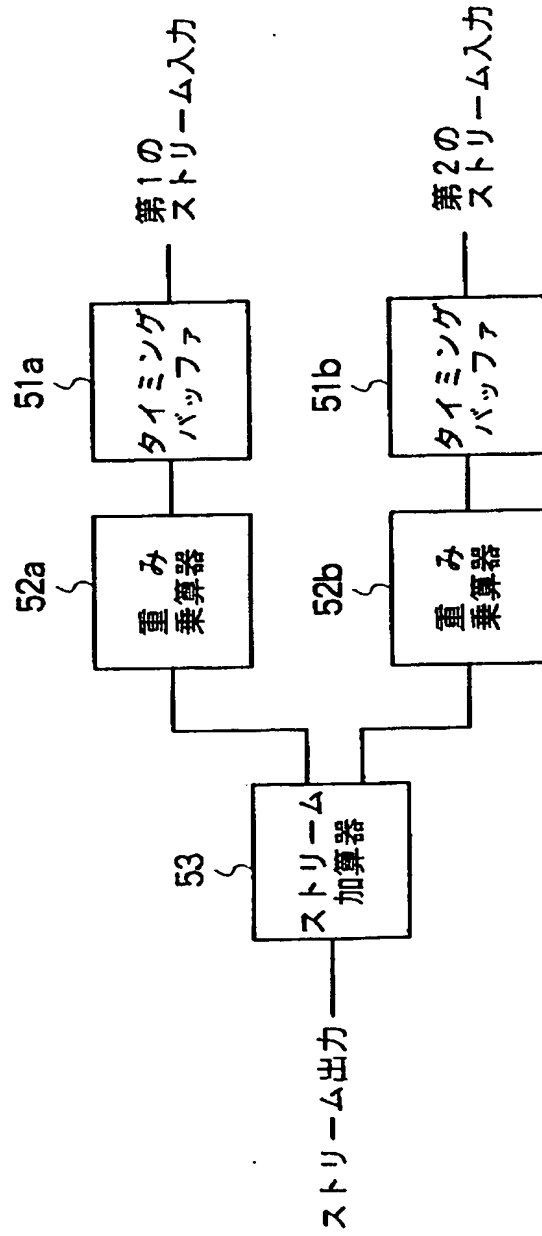 51a
タイミング
バッファ
第1の
ストリーム入力
52a
重み
乗算器
53
ストリーム
加算器
ストリーム出力
51b
タイミング
バッファ
第2の
ストリーム入力
52b
重み
乗算器